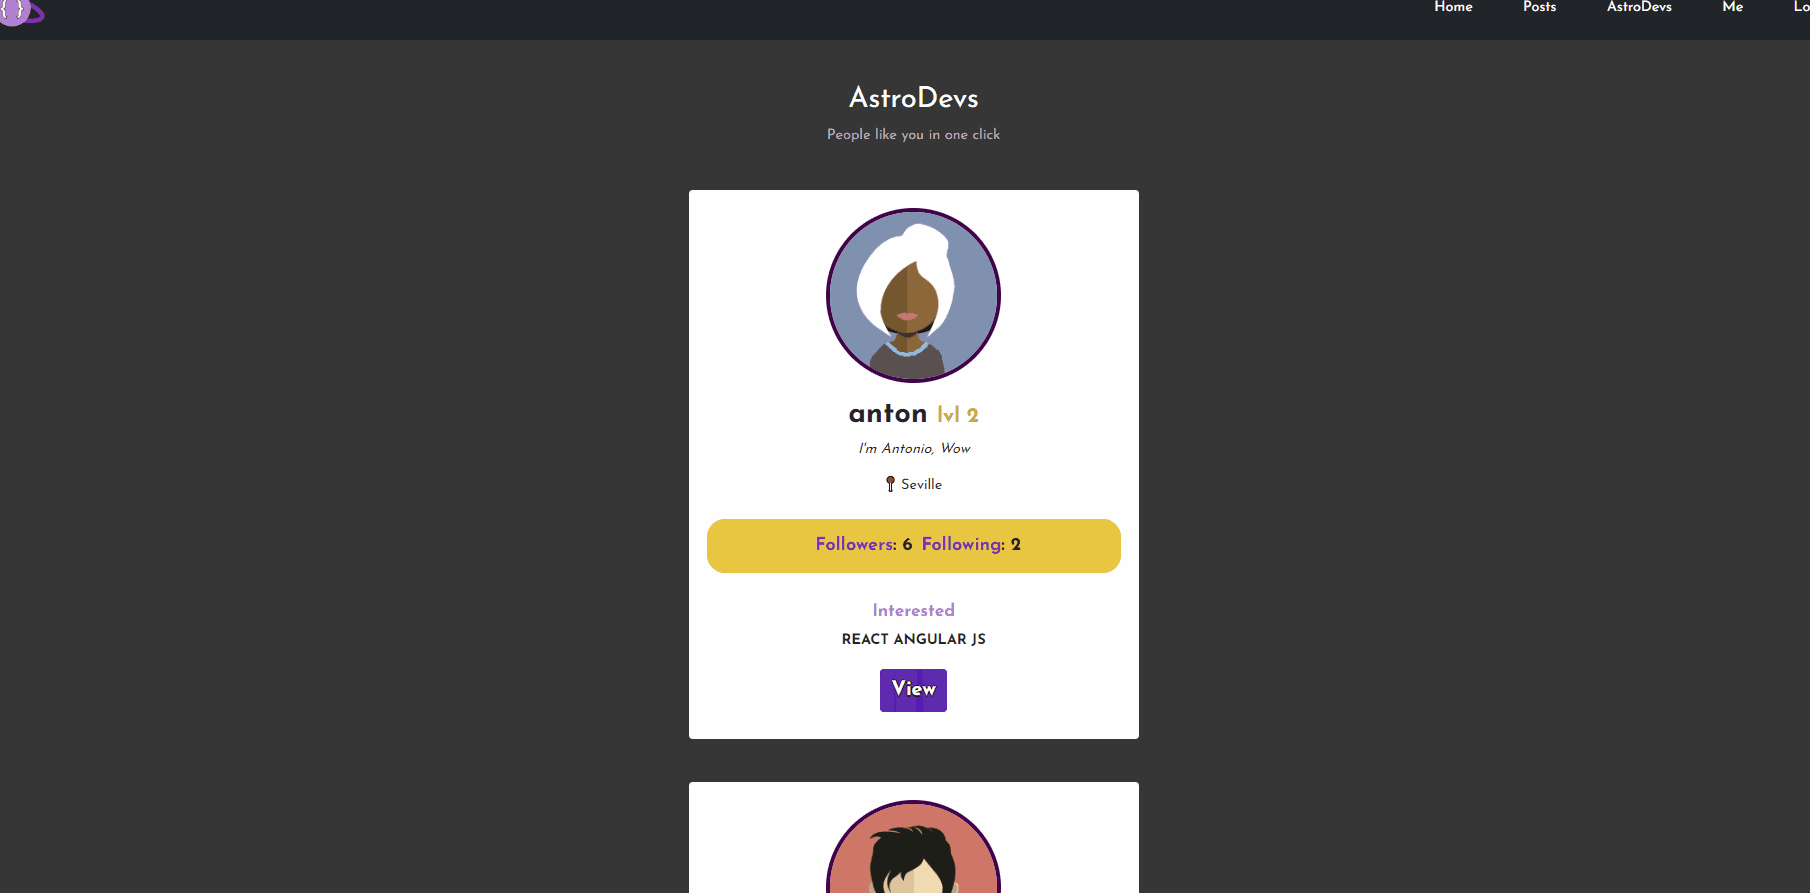 { }
Home Posts AstroDevs Me Lo
AstroDevs
People like you in one click
anton lvl 2
I'm Antonio, Wow
Seville
Followers: 6 Following: 2
Interested
REACT ANGULAR JS
View